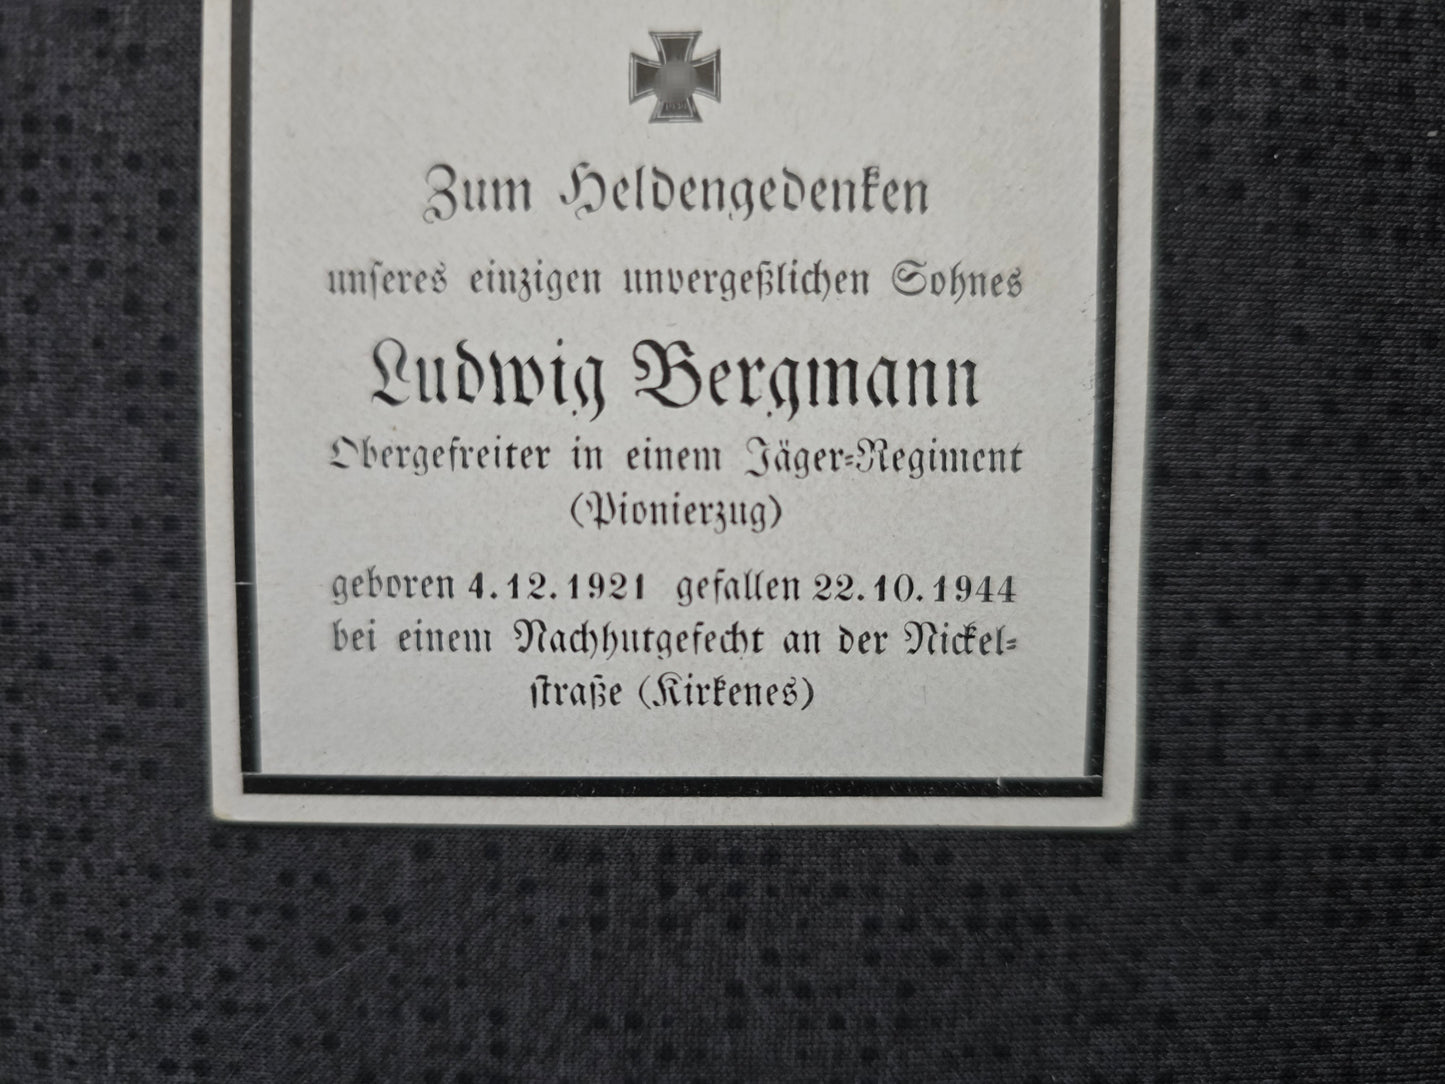 1939
Zum Heldengedenken
unseres einzigen unvergeßlichen Sohnes
Ludwig Bergmann
Obergefreiter in einem Jäger-Regiment
(Pionierzug)
geboren 4.12.1921 gefallen 22.10.1944
bei einem Nachhutgefecht an der Nickel-
straße (Kirkenes)